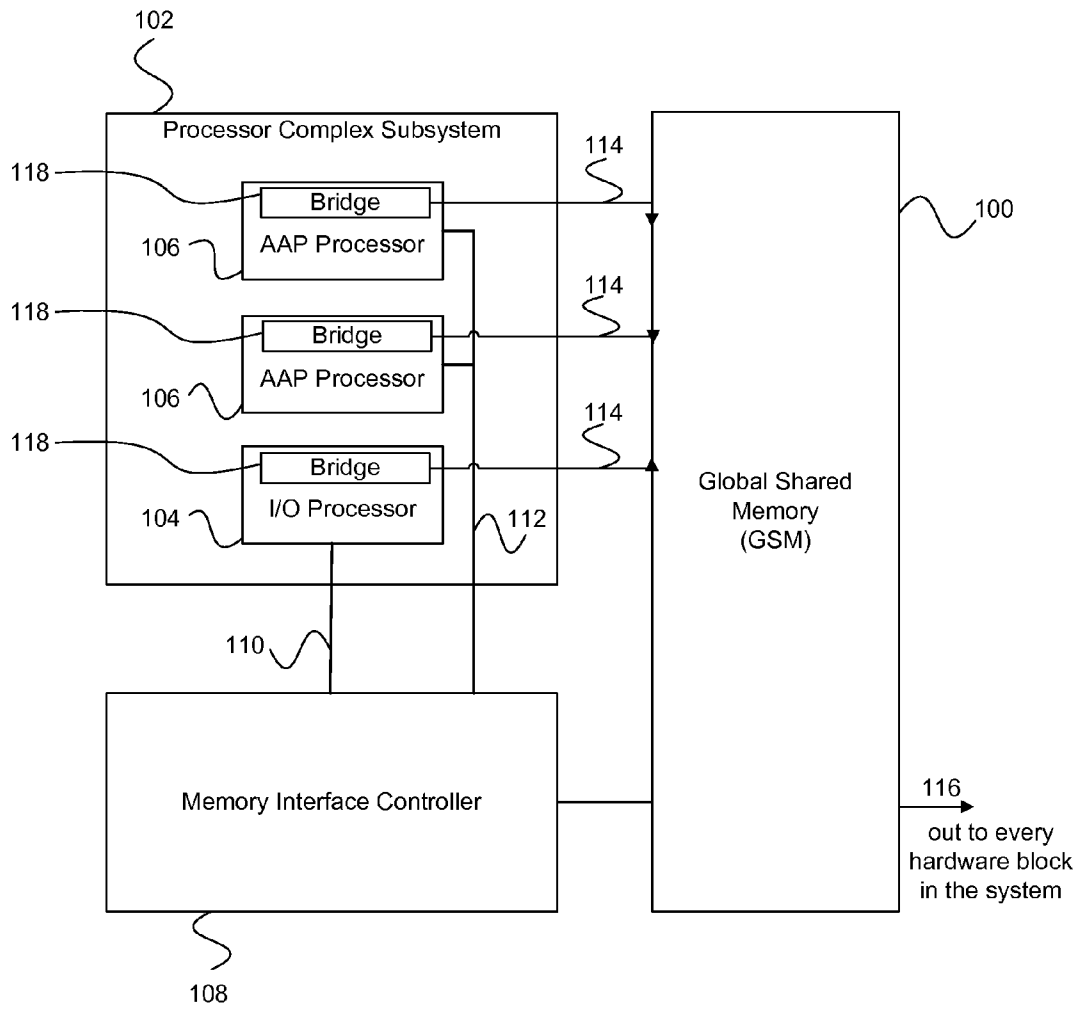 102
Processor Complex Subsystem
114
118
Bridge
100
AAP Processor
106
114
118
Bridge
AAP Processor
106
114
118
Bridge
I/O Processor
104
112
Global Shared
Memory
(GSM)
110
Memory Interface Controller
116
out to every
hardware block
in the system
108